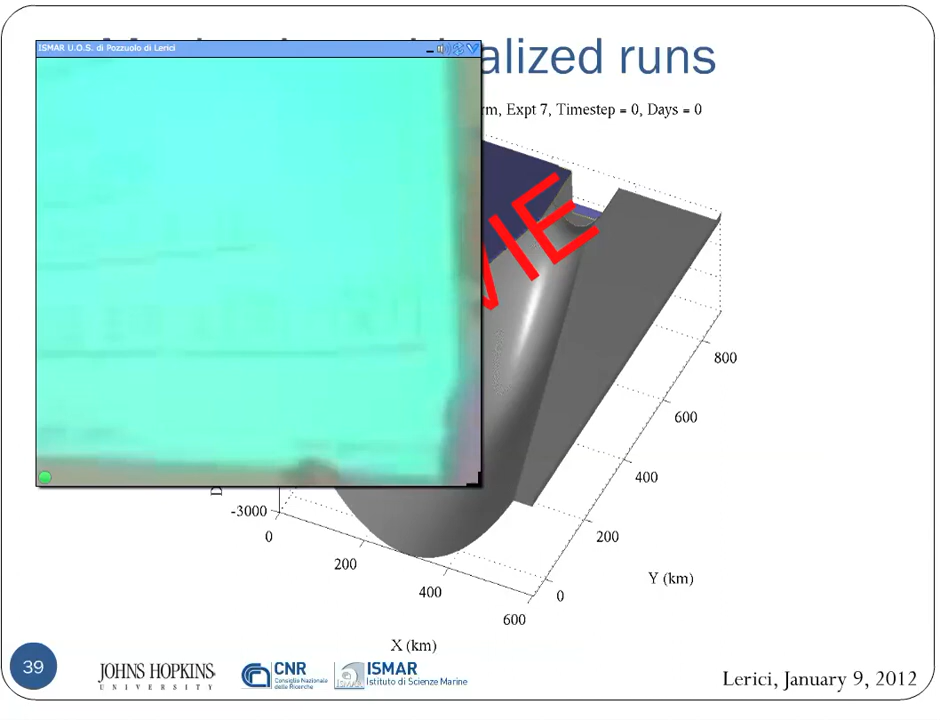 ISMAR U.O.S. di Pozzuolo di Lerici
alized runs
rm, Expt 7, Timestep = 0, Days = 0
VIE
800
600
400
200
0
Y (km)
-3000
0
200
400
600
X (km)
39
JOHNS HOPKINS
UNIVERSITY
CNR
Consiglio Nazionale
delle Ricerche
ISMAR
ISMAR
Istituto di Scienze Marine
Lerici, January 9, 2012